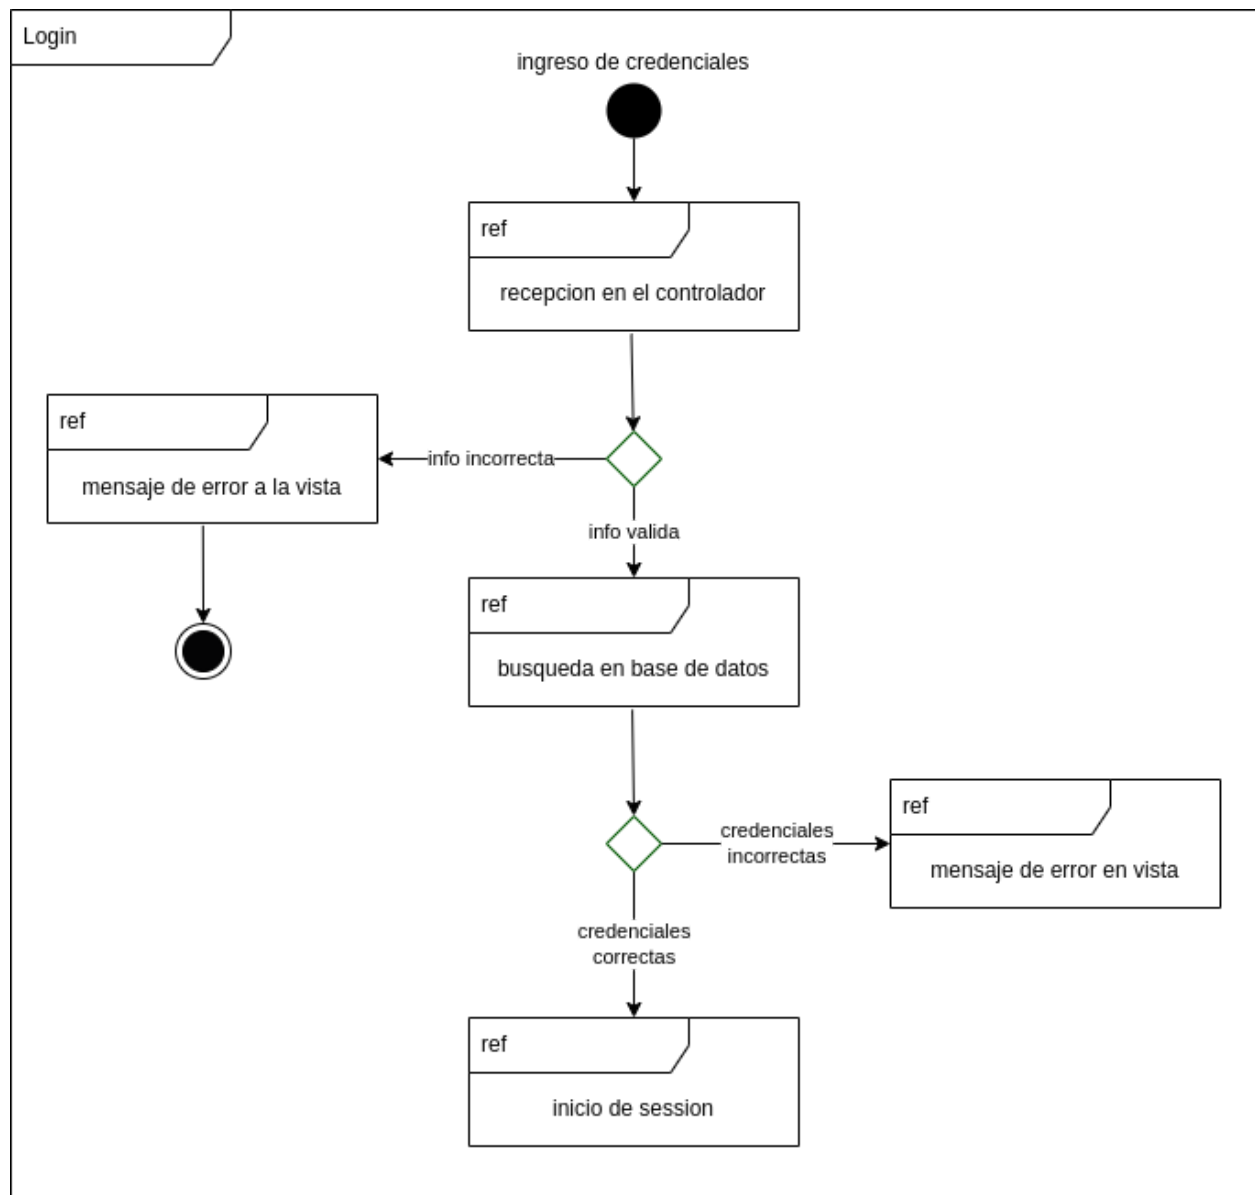 Login
ingreso de credenciales
ref
recepcion en el controlador
ref
mensaje de error a la vista
info incorrecta
info valida
ref
busqueda en base de datos
ref
mensaje de error en vista
credenciales
incorrectas
credenciales
correctas
ref
inicio de session